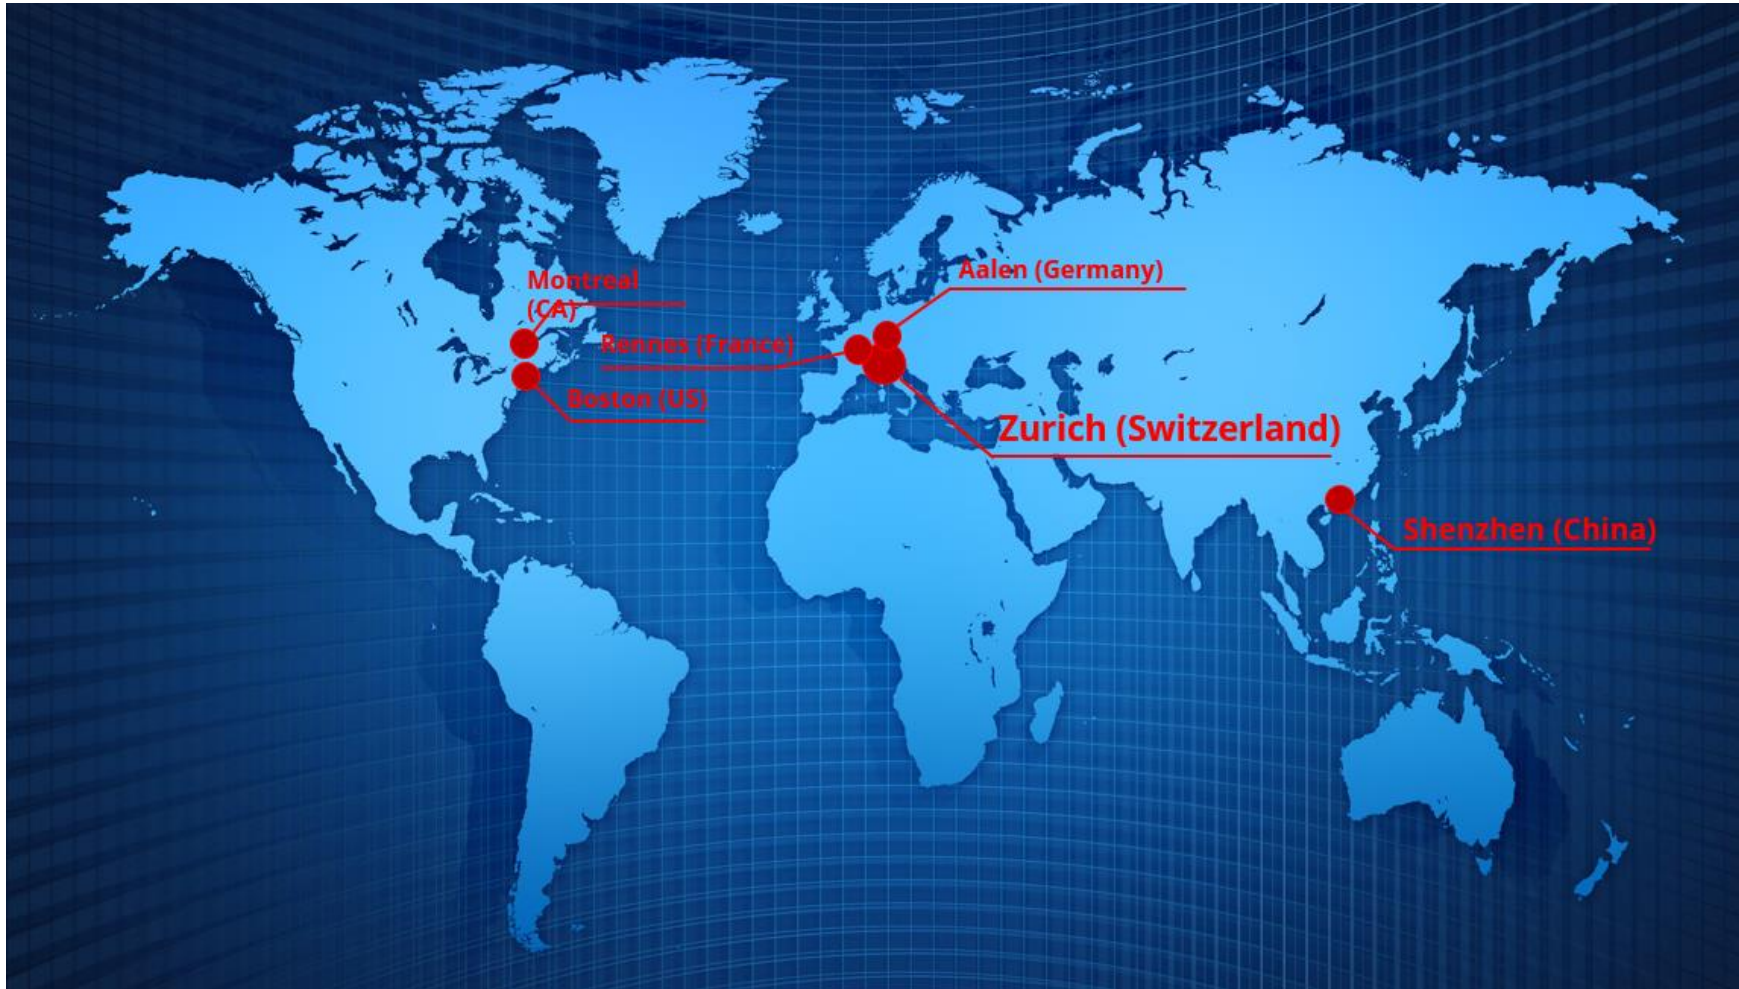 Aalen (Germany)
Montreal
(CA)
Rennes (France)
Boston (US)
Zurich (Switzerland)
Shenzhen (China)